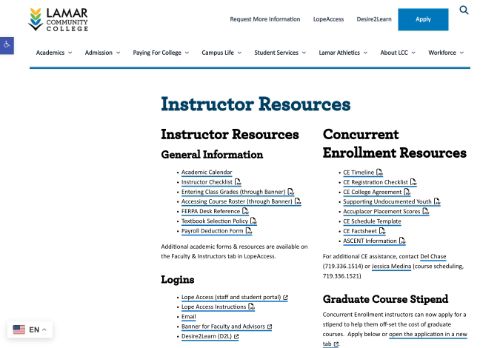 LAMAR
COMMUNITY
COLLEGE
Request More Information LopeAccess Desire2Learn Apply
Academics Admission Paying For College Campus Life Student Services Lamar Athletics About LCC Workforce
Instructor Resources
Instructor Resources
General Information
• Academic Calendar
• Instructor Checklist
• Entering Class Grades (through Banner)
• Accessing Course Roster (through Banner)
• FERPA Desk Reference
• Textbook Selection Policy
• Payroll Deduction Form
Additional academic forms & resources are available on
the Faculty & Instructors tab in LopeAccess.
Logins
• Lope Access (staff and student portal)
• Lope Access Instructions
• Email
• Banner for Faculty and Advisors
• Desire2Learn (D2L)
Concurrent
Enrollment Resources
• CE Timeline
• CE Registration Checklist
• CE College Agreement
• Supporting Undocumented Youth
• Accuplacer Placement Scores
• CE Schedule Template
• CE Factsheet
• ASCENT Information
For additional CE assistance, contact Del Chase
(719.336.1514) or Jessica Medina (course scheduling,
719.336.1521)
Graduate Course Stipend
Concurrent Enrollment instructors can now apply for a
stipend to help them off-set the cost of graduate
courses. Apply below or open the application in a new
tab
EN